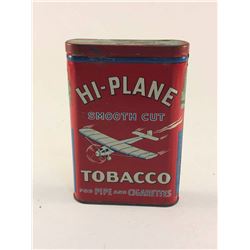 HI-PLANE
SMOOTH CUT
TOBACCO
FOR PIPE AND CIGARETTES